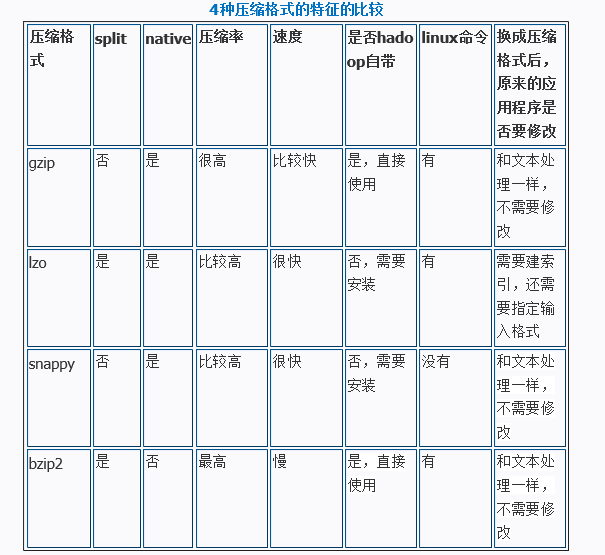 4种压缩格式的特征的比较
压缩格式 split native 压缩率 速度 是否hadoop自带 linux命令 换成压缩格式后，原来的应用程序是否要修改
gzip 否 是 很高 比较快 是，直接使用 有 和文本处理一样，不需要修改
lzo 是 是 比较高 很快 否，需要安装 有 需要建索引，还需要指定输入格式
snappy 否 是 比较高 很快 否，需要安装 没有 和文本处理一样，不需要修改
bzip2 是 否 最高 慢 是，直接使用 有 和文本处理一样，不需要修改